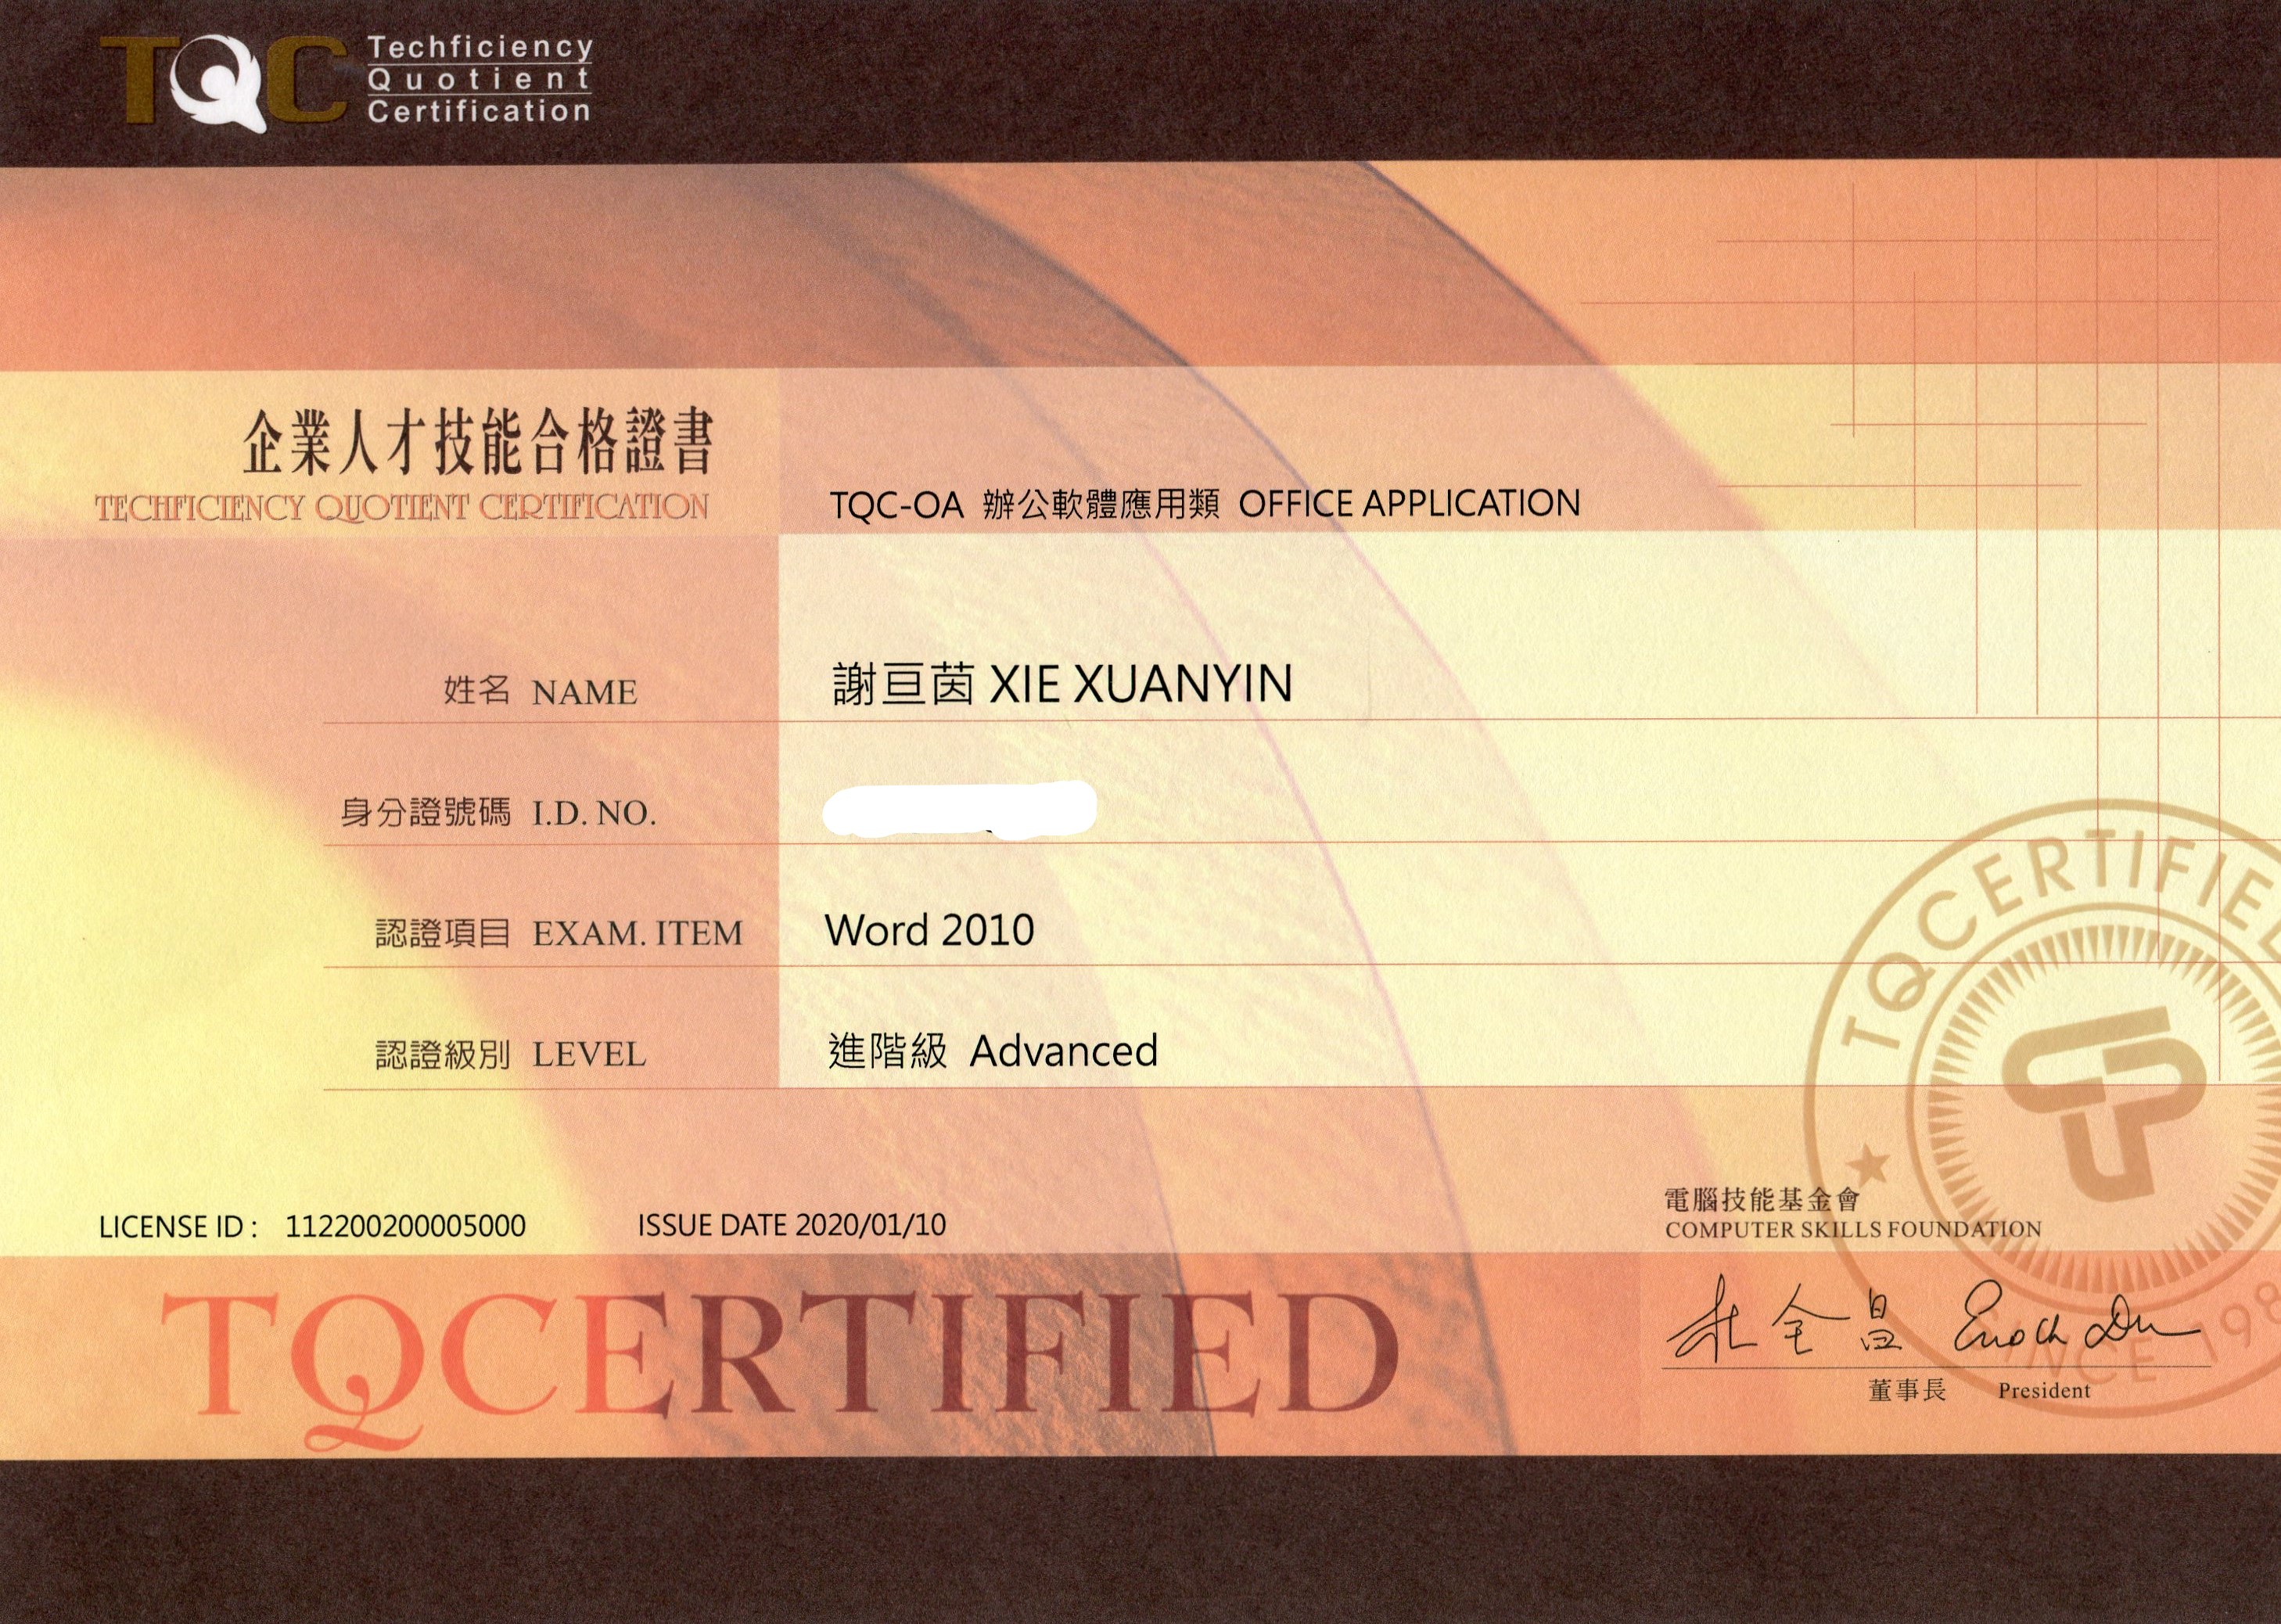 TQC Techficiency
Quotient
Certification
企業人才技能合格證書
TECHFICIENCY QUOTIENT CERTIFICATION
TQC-OA 辦公軟體應用類 OFFICE APPLICATION
姓名 NAME 謝亘茵 XIE XUANYIN
身分證號碼 I.D. NO.
認證項目 EXAM. ITEM Word 2010
認證級別 LEVEL 進階級 Advanced
LICENSE ID : 112200200005000 ISSUE DATE 2020/01/10
電腦技能基金會
COMPUTER SKILLS FOUNDATION
TQCERTIFIED
杜全昌 Enoch Du
董事長 President
TQCERTIFIE
SINCE 198